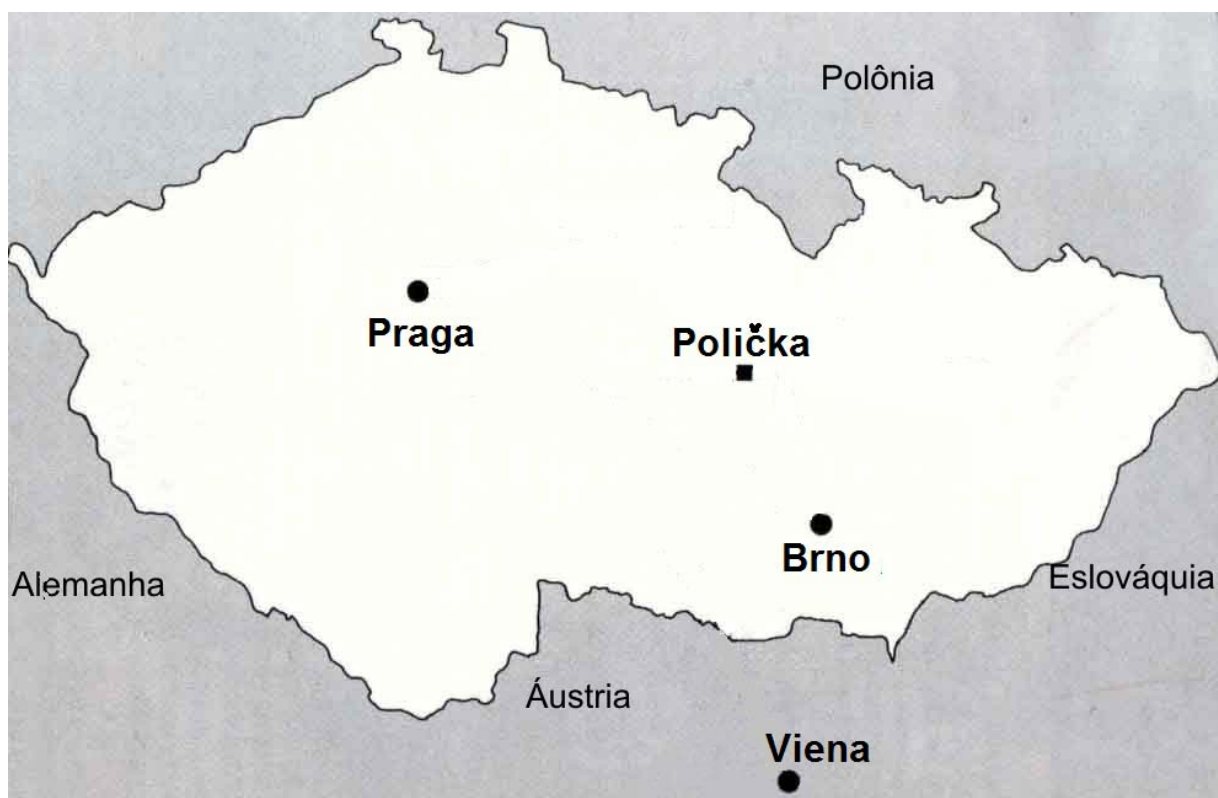 Polônia
Praga
Polička
Brno
Alemanha
Eslováquia
Áustria
Viena